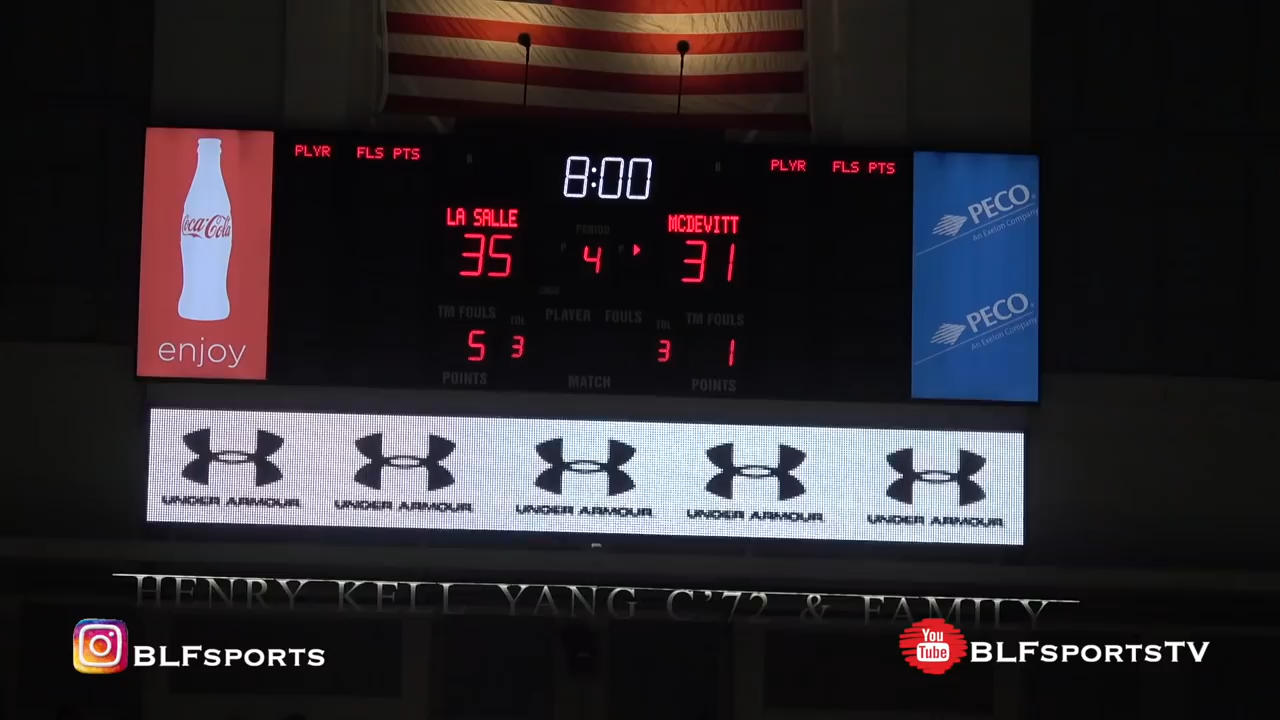 PLYR FLS PTS
8:00
PLYR FLS PTS
Coca-Cola
enjoy
LA SALLE
35
PERIOD
4
MCDEVITT
31
TM FOULS
TOL
PLAYER FOULS
TOL
TM FOULS
5
3
3
1
POINTS
MATCH
POINTS
PECO
An Exelon Company
PECO
An Exelon Company
UNDER ARMOUR
UNDER ARMOUR
UNDER ARMOUR
UNDER ARMOUR
UNDER ARMOUR
HENRY KELL YANG C'72 & FAMILY
BLFSPORTS
You
Tube
BLFSPORTSTV